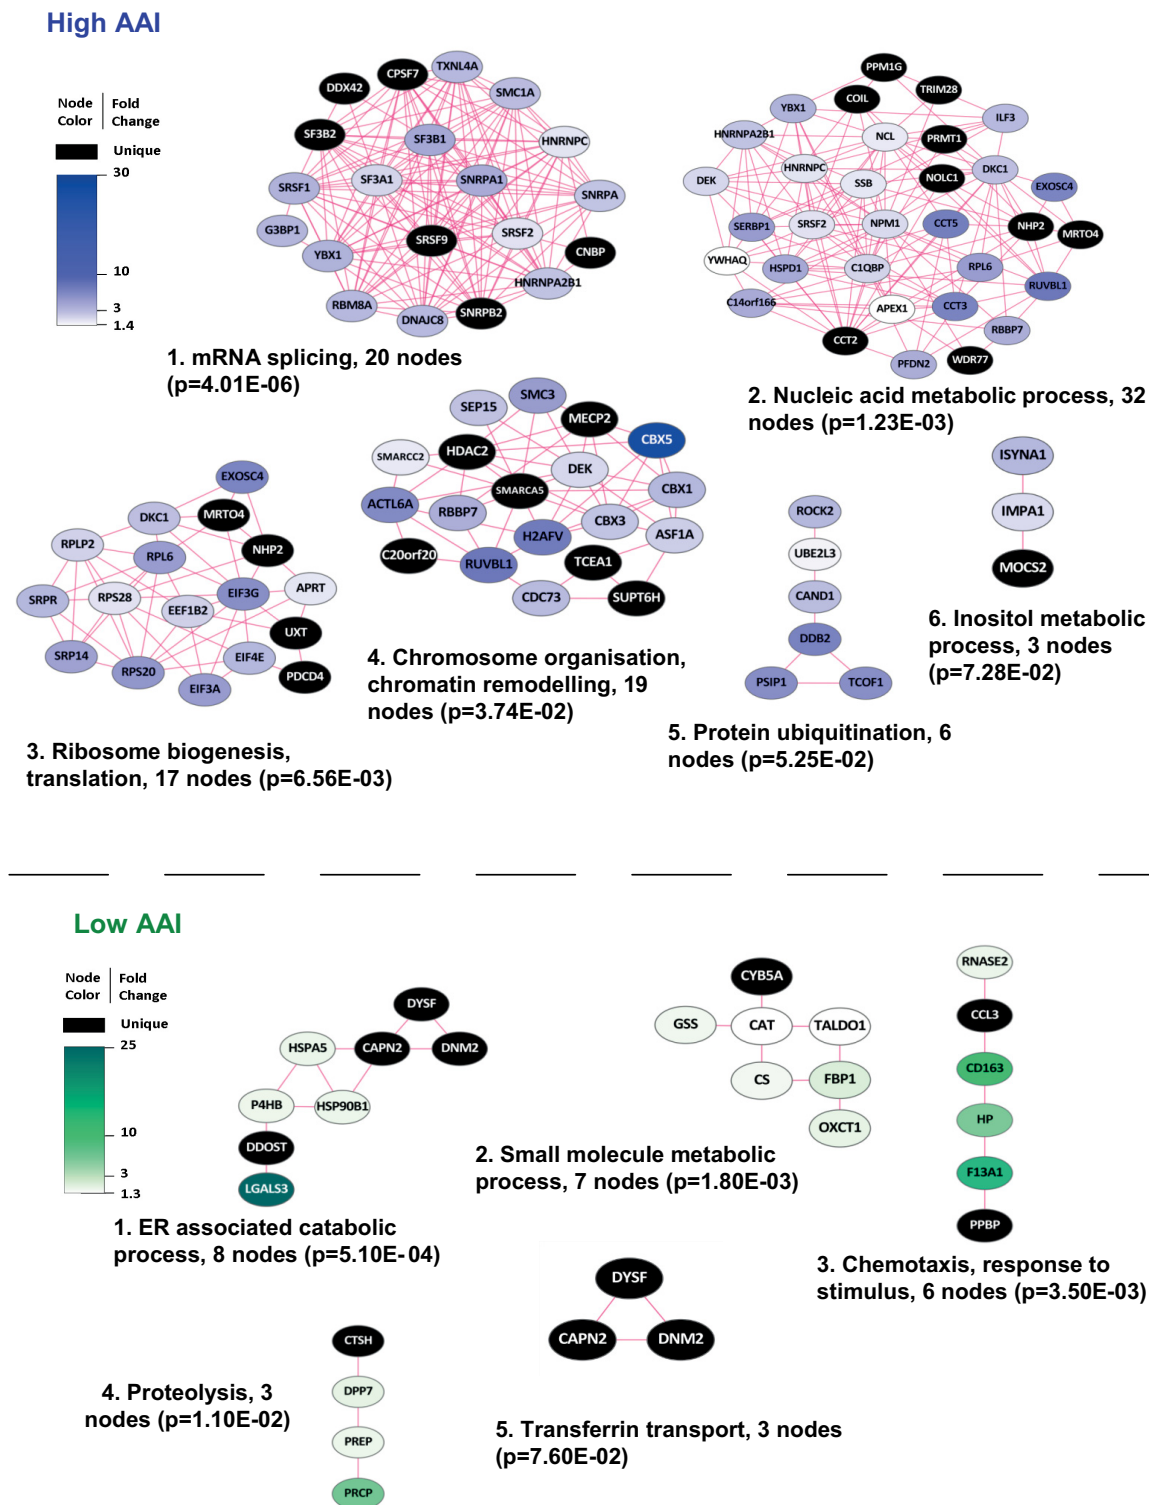 High AAI
Node Color | Fold Change
Unique
30
10
3
1.4
TXNL4A
CPSF7
DDX42
SMC1A
SF3B2
SF3B1
HNRNPC
SF3A1
SNRPA1
SRSF1
SNRPA
G3BP1
SRSF2
SRSF9
YBX1
CNBP
HNRNPA2B1
RBM8A
SNRPB2
DNAJC8
1. mRNA splicing, 20 nodes
(p=4.01E-06)
PPM1G
TRIM28
COIL
YBX1
ILF3
HNRNPA2B1
NCL
PRMT1
HNRNPC
DKC1
DEK
SSB
NOLC1
EXOSC4
SERBP1
SRSF2
NPM1
CCT5
NHP2
MRTO4
YWHAQ
HSPD1
C1QBP
RPL6
RUVBL1
C14orf166
APEX1
CCT3
RBBP7
CCT2
PFDN2
WDR77
2. Nucleic acid metabolic process, 32
nodes (p=1.23E-03)
EXOSC4
MRTO4
DKC1
RPLP2
RPL6
NHP2
SRPR
RPS28
EEF1B2
EIF3G
APRT
UXT
SRP14
RPS20
EIF4E
PDCD4
EIF3A
3. Ribosome biogenesis,
translation, 17 nodes (p=6.56E-03)
SMC3
SEP15
MECP2
CBX5
SMARCC2
HDAC2
DEK
SMARCA5
CBX1
ACTL6A
RBBP7
CBX3
H2AFV
ASF1A
C20orf20
RUVBL1
TCEA1
CDC73
SUPT6H
4. Chromosome organisation,
chromatin remodelling, 19
nodes (p=3.74E-02)
ROCK2
UBE2L3
CAND1
DDB2
PSIP1
TCOF1
5. Protein ubiquitination, 6
nodes (p=5.25E-02)
ISYNA1
IMPA1
MOCS2
6. Inositol metabolic
process, 3 nodes
(p=7.28E-02)
Low AAI
Node Color | Fold Change
Unique
25
10
3
1.3
DYSF
HSPA5
CAPN2
DNM2
P4HB
HSP90B1
DDOST
LGALS3
1. ER associated catabolic
process, 8 nodes (p=5.10E-04)
CYB5A
GSS
CAT
TALDO1
CS
FBP1
OXCT1
2. Small molecule metabolic
process, 7 nodes (p=1.80E-03)
RNASE2
CCL3
CD163
HP
F13A1
PPBP
3. Chemotaxis, response to
stimulus, 6 nodes (p=3.50E-03)
CTSH
DPP7
PREP
PRCP
4. Proteolysis, 3
nodes (p=1.10E-02)
DYSF
CAPN2
DNM2
5. Transferrin transport, 3 nodes
(p=7.60E-02)